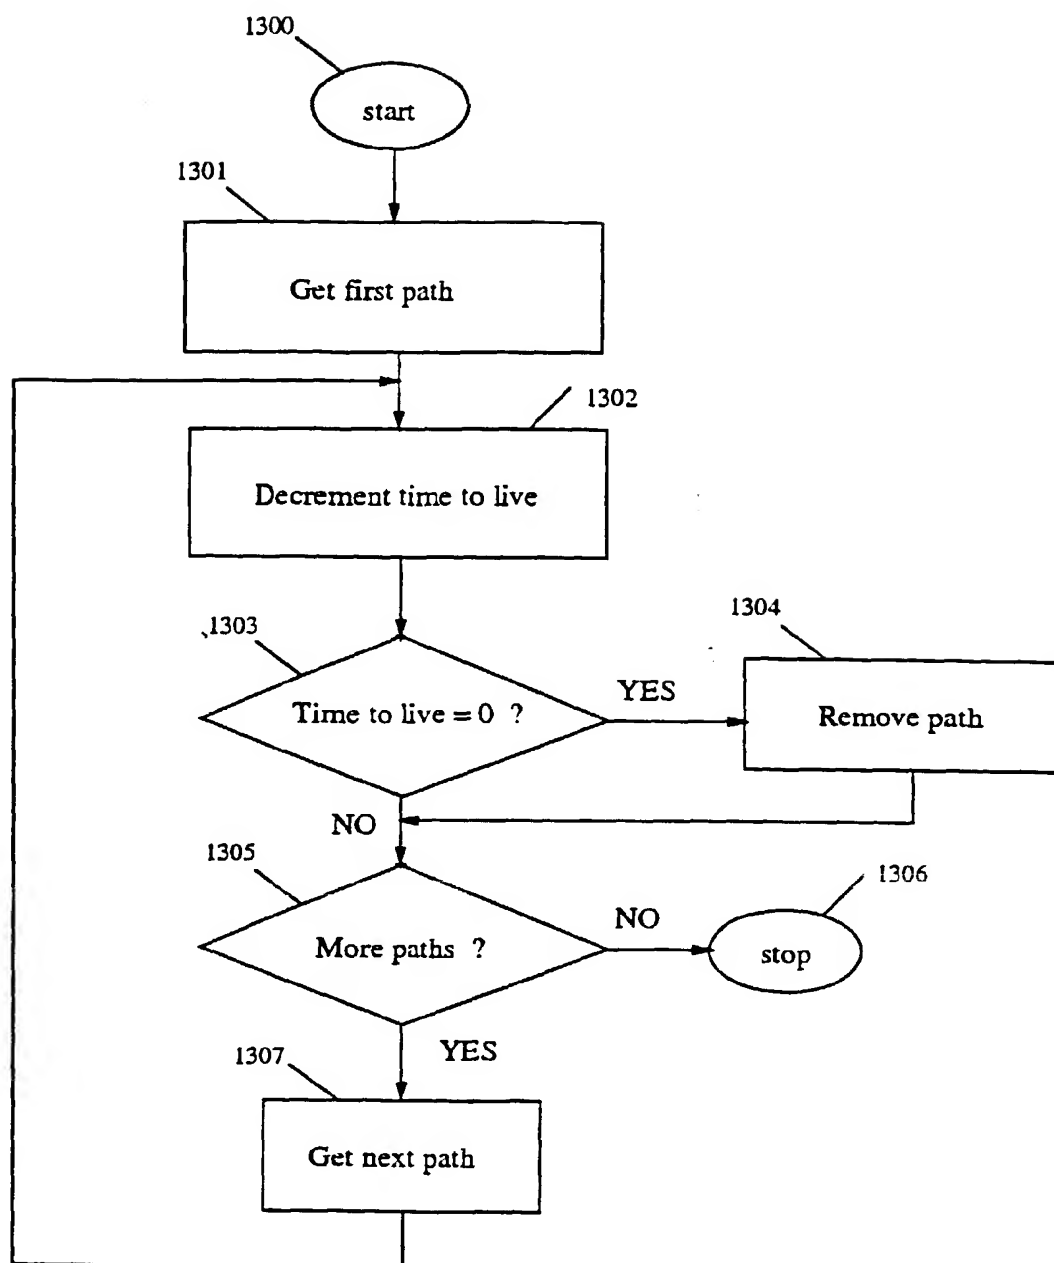 1300
start
1301
Get first path
1302
Decrement time to live
1303
Time to live = 0 ?
YES
1304
Remove path
NO
1305
More paths ?
NO
1306
stop
YES
1307
Get next path